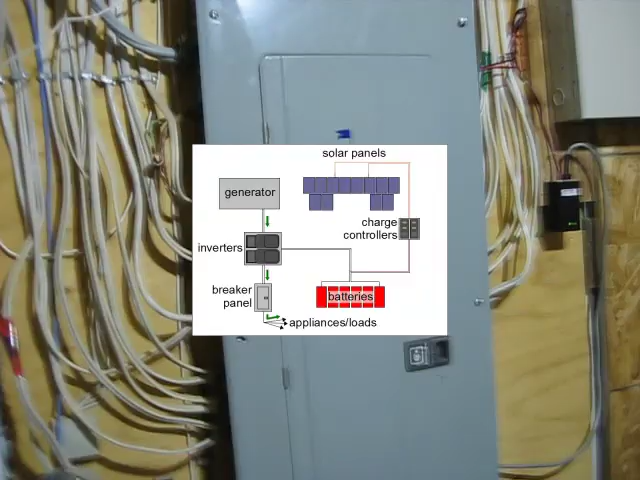 solar panels
generator
charge
controllers
inverters
breaker
panel
batteries
appliances/loads